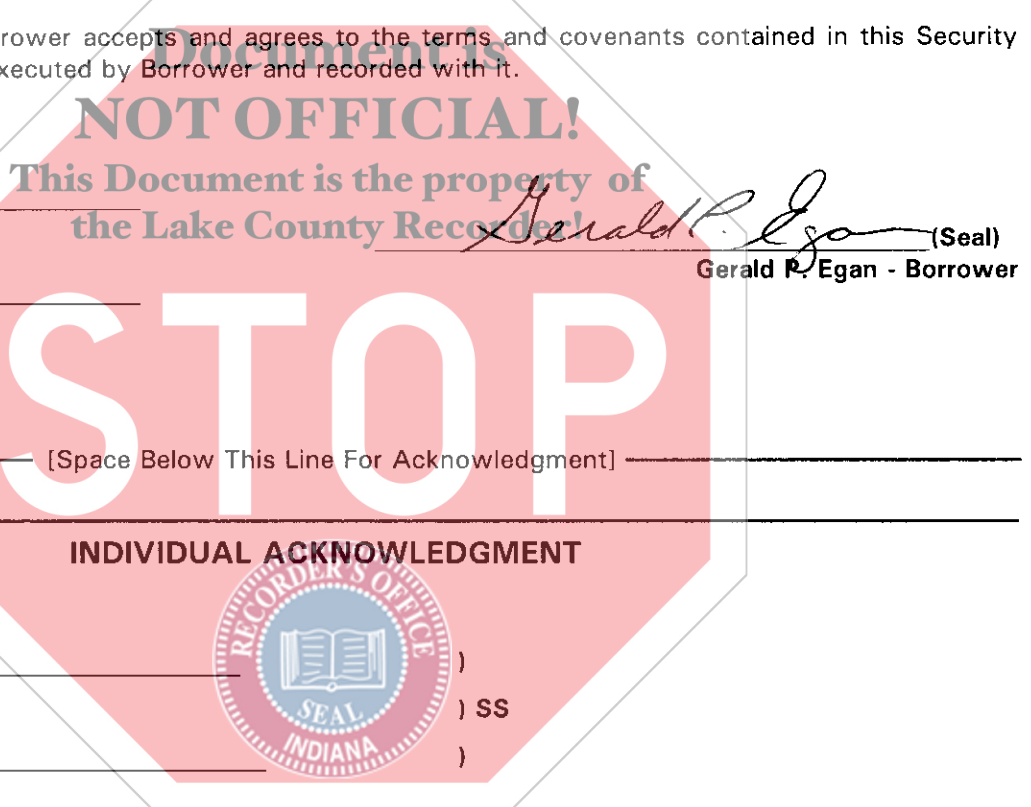 rower accepts and agrees to the terms and covenants contained in this Security
xecuted by Borrower and recorded with it.
Document is
NOT OFFICIAL!
This Document is the property of
the Lake County Recorder!
Gerald P. Egan (Seal)
Gerald P. Egan - Borrower
STOP
[Space Below This Line For Acknowledgment]
INDIVIDUAL ACKNOWLEDGMENT
RECORDER'S OFFICE
SEAL
INDIANA
)
) SS
)